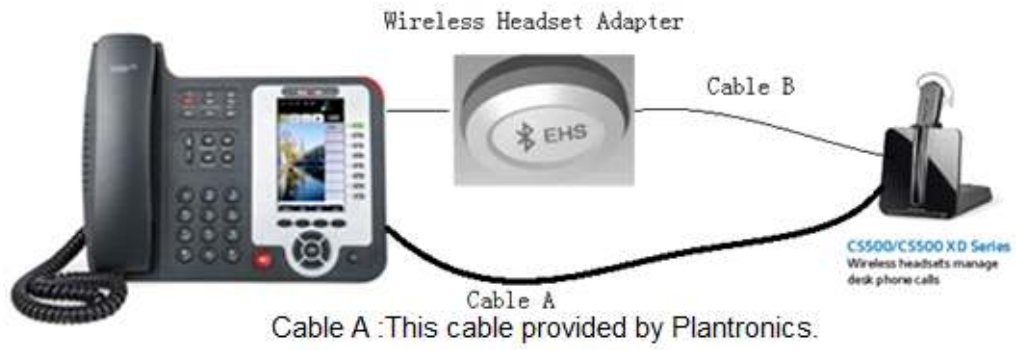 Wireless Headset Adapter
Cable B
EHS
CS500/CS500 XD Series
Wireless headsets manage
desk phone calls
Cable A
Cable A :This cable provided by Plantronics.